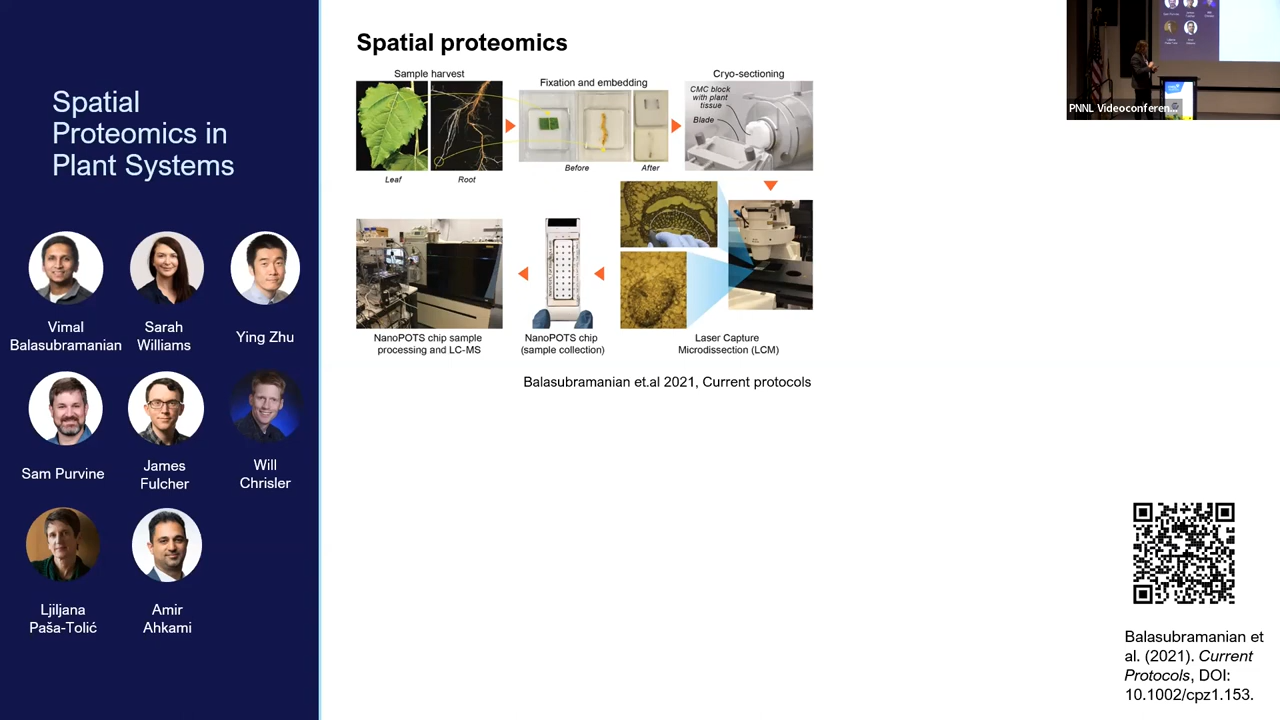 Spatial
Proteomics in
Plant Systems
Vimal
Balasubramanian
Sarah
Williams
Ying Zhu
Sam Purvine
James
Fulcher
Will
Chrisler
Ljiljana
Paša-Tolić
Amir
Ahkami
Spatial proteomics
Sample harvest
Leaf
Root
Fixation and embedding
Before
After
Cryo-sectioning
CMC block
with plant
tissue
Blade
NanoPOTS chip sample
processing and LC-MS
NanoPOTS chip
(sample collection)
Laser Capture
Microdissection (LCM)
Balasubramanian et.al 2021, Current protocols
PNNL Videoconferen...
Balasubramanian et
al. (2021). Current
Protocols, DOI:
10.1002/cpz1.153.